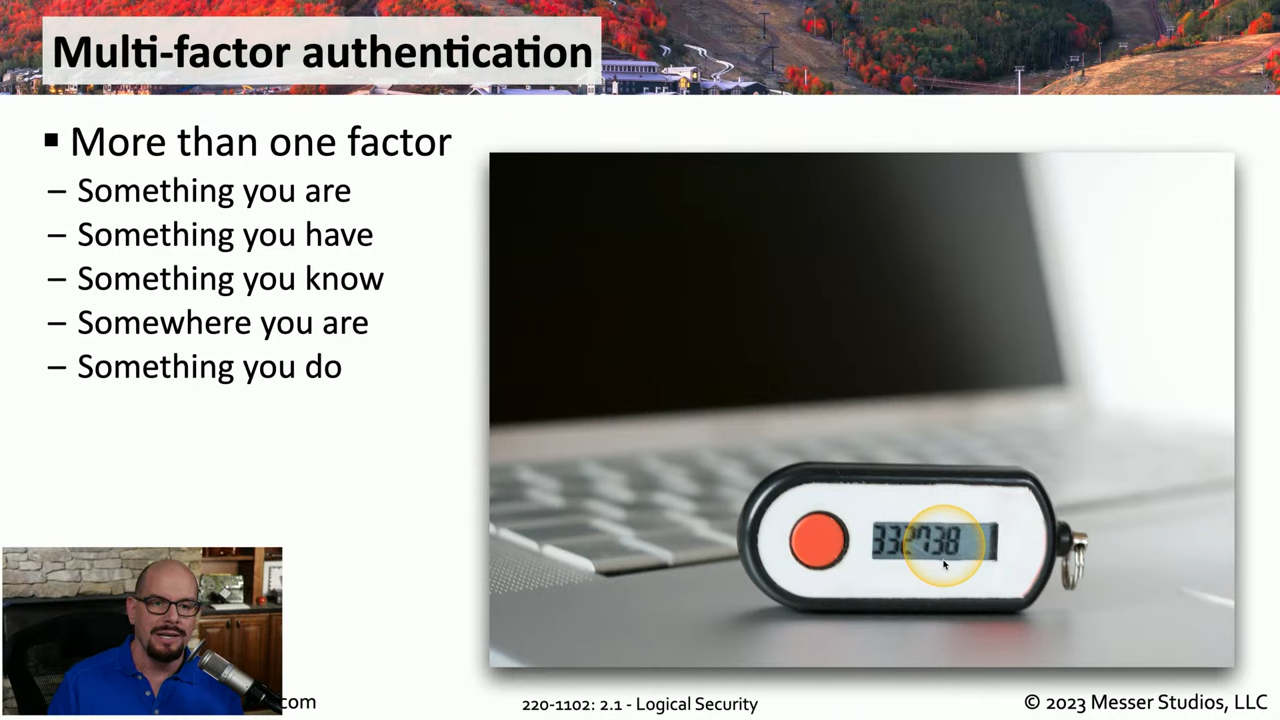 Multi-factor authentication
▪ More than one factor
– Something you are
– Something you have
– Something you know
– Somewhere you are
– Something you do
332738
com
220-1102: 2.1 - Logical Security
© 2023 Messer Studios, LLC